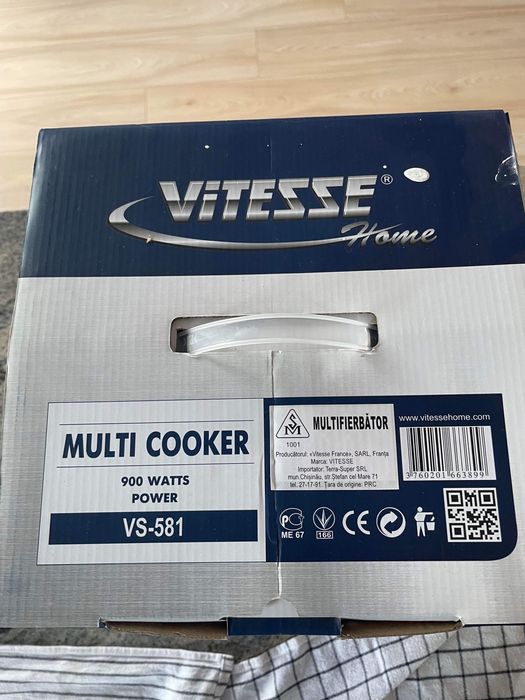 ViTESSE®
Home
MULTI COOKER
900 WATTS
POWER
VS-581
SM
1001
MULTIFIERBĂTOR
Producătorul: «Vitesse France», SARL, Franța
Marca: VITESSE
Importator: Terra-Super SRL
mun.Chișinău, str.Ștefan cel Mare 71
tel. 27-17-91. Țara de origine: PRC
www.vitessehome.com
3760201663899
PC
ME 67
166
CE